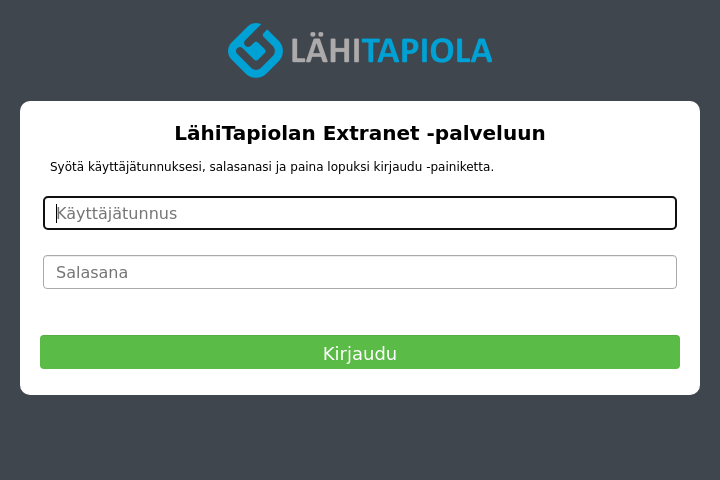 LÄHITAPIOLA
LähiTapiolan Extranet -palveluun
Syötä käyttäjätunnuksesi, salasanasi ja paina lopuksi kirjaudu -painiketta.
Käyttäjätunnus
Salasana
Kirjaudu